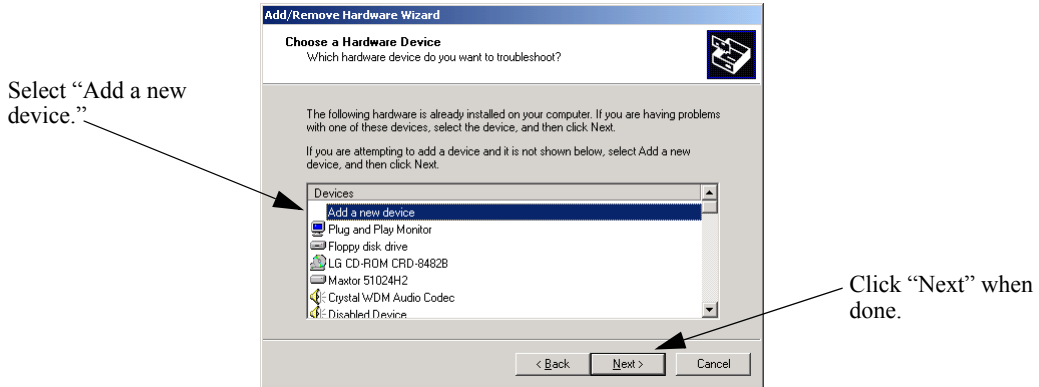 Add/Remove Hardware Wizard
Choose a Hardware Device
Which hardware device do you want to troubleshoot?
Select “Add a new
device.”
The following hardware is already installed on your computer. If you are having problems
with one of these devices, select the device, and then click Next.
If you are attempting to add a device and it is not shown below, select Add a new
device, and then click Next.
Devices
Add a new device
Plug and Play Monitor
Floppy disk drive
LG CD-ROM CRD-8482B
Maxtor 51024H2
Crystal WDM Audio Codec
Disabled Device
Click “Next” when
done.
< Back
Next >
Cancel